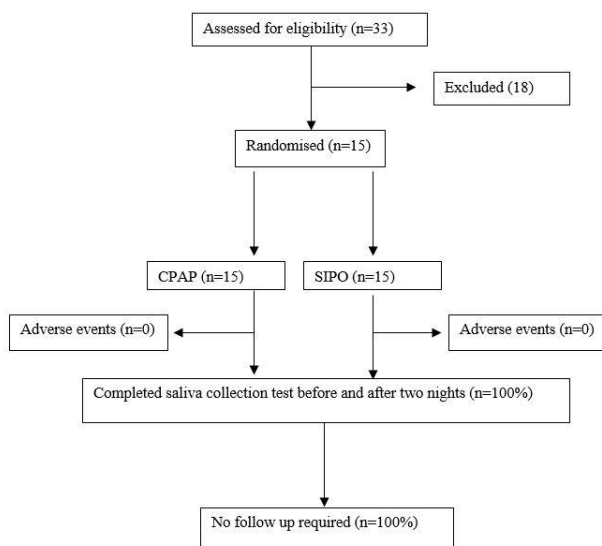 Assessed for eligibility (n=33)
Excluded (18)
Randomised (n=15)
CPAP (n=15)
SIPO (n=15)
Adverse events (n=0)
Adverse events (n=0)
Completed saliva collection test before and after two nights (n=100%)
No follow up required (n=100%)